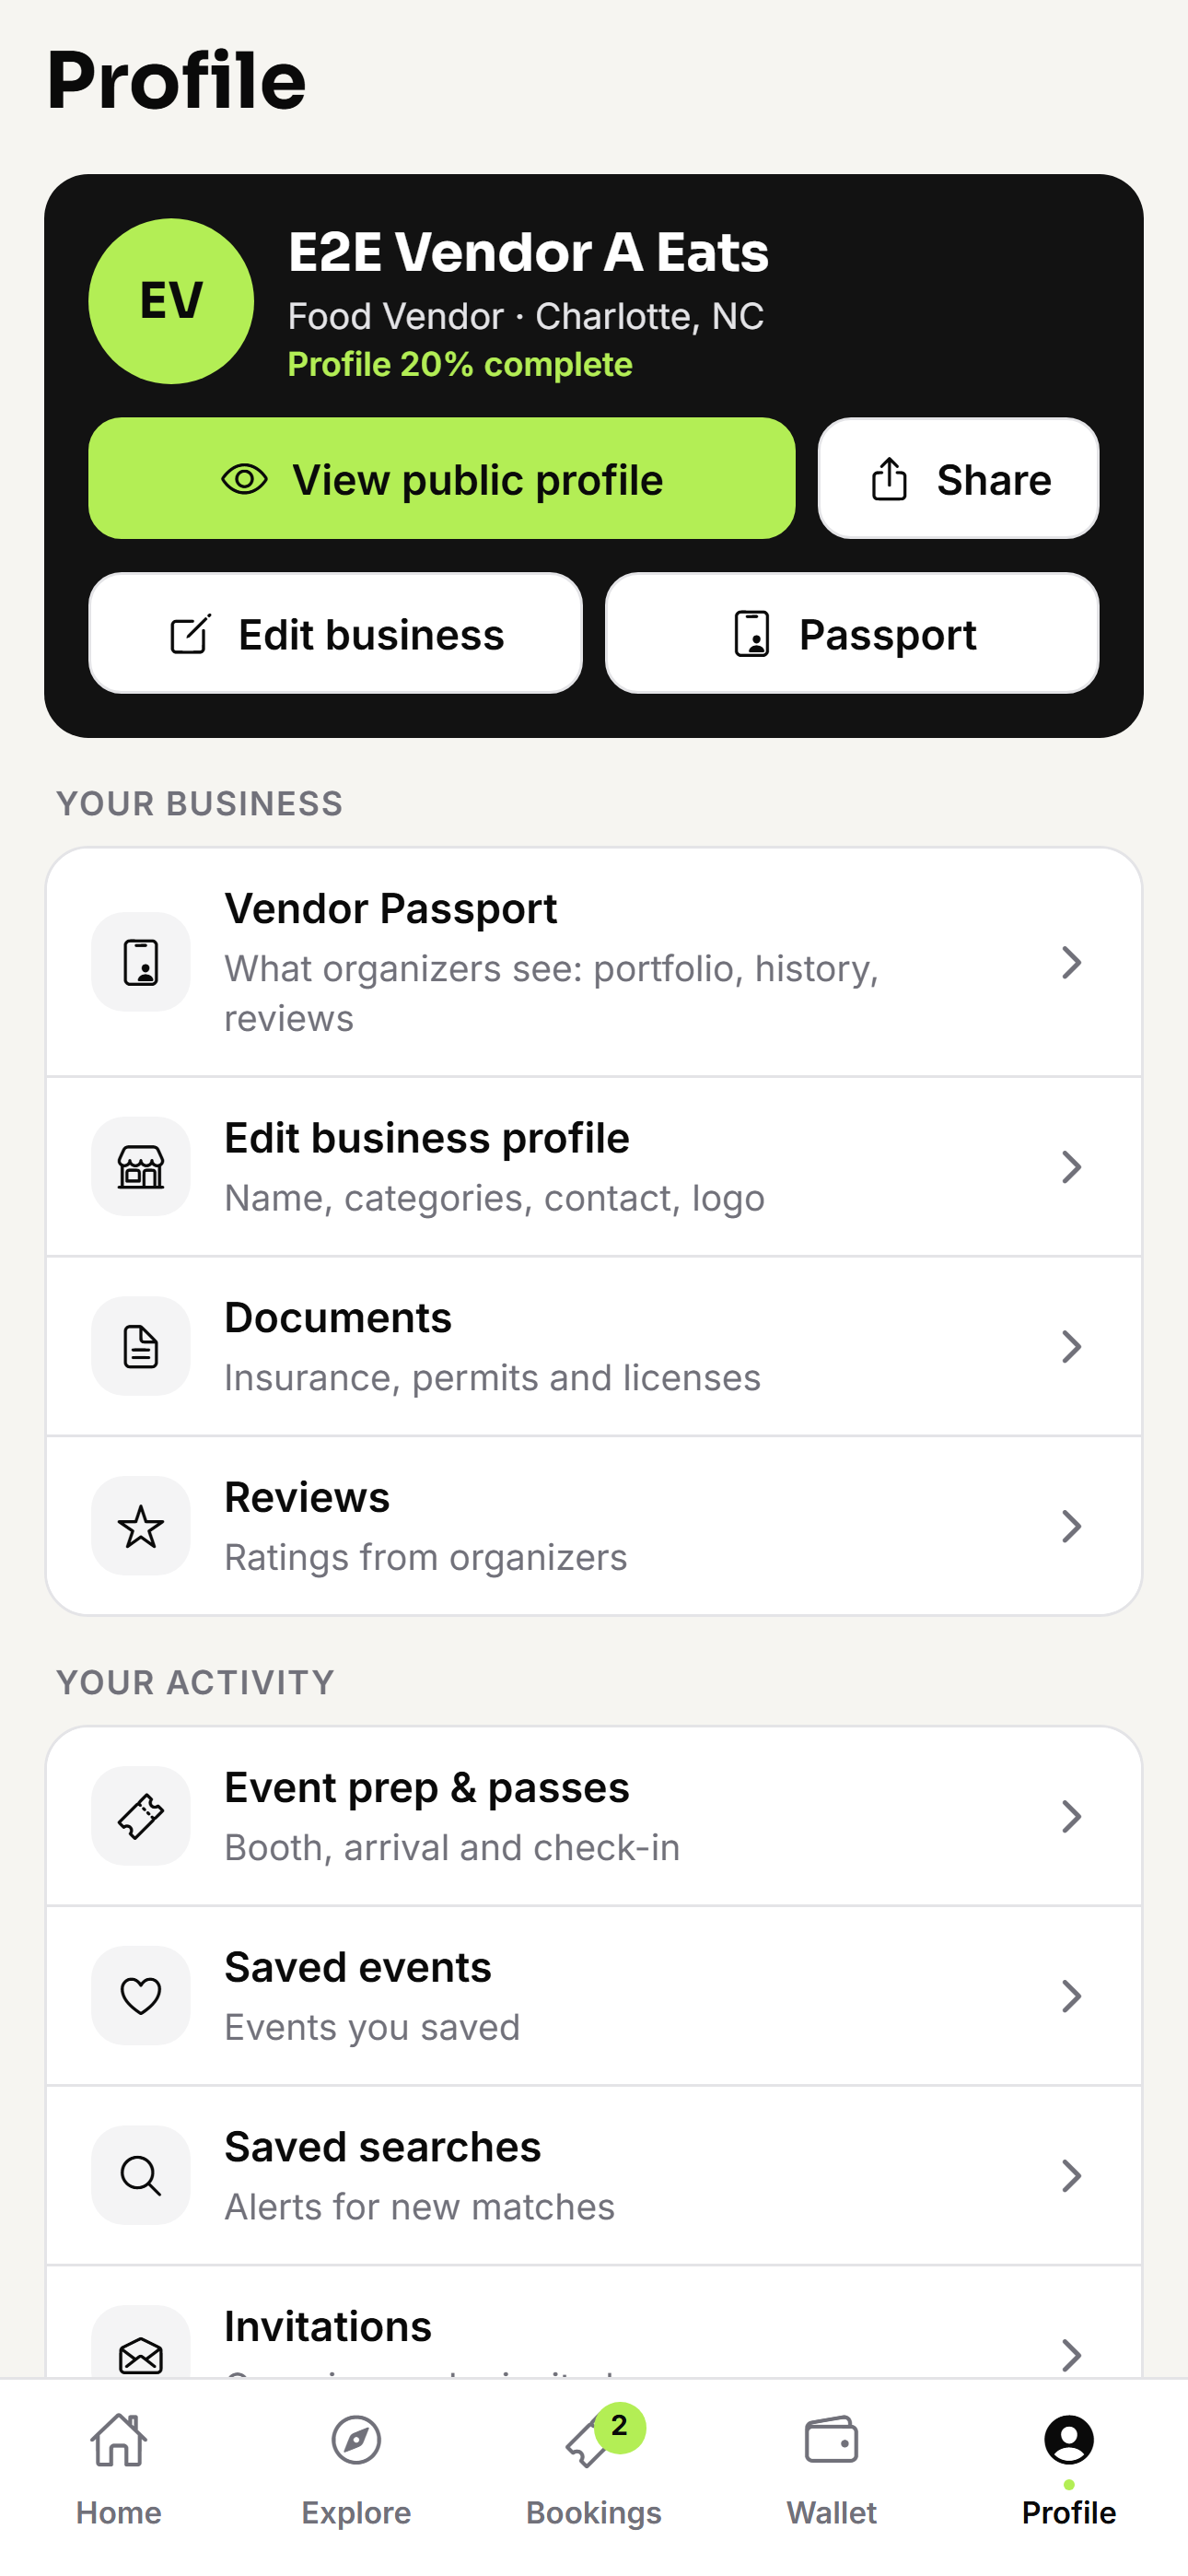 Profile
EV
E2E Vendor A Eats
Food Vendor · Charlotte, NC
Profile 20% complete
View public profile
Share
Edit business
Passport
YOUR BUSINESS
Vendor Passport
What organizers see: portfolio, history,
reviews
Edit business profile
Name, categories, contact, logo
Documents
Insurance, permits and licenses
Reviews
Ratings from organizers
YOUR ACTIVITY
Event prep & passes
Booth, arrival and check-in
Saved events
Events you saved
Saved searches
Alerts for new matches
Invitations
2
Home
Explore
Bookings
Wallet
Profile